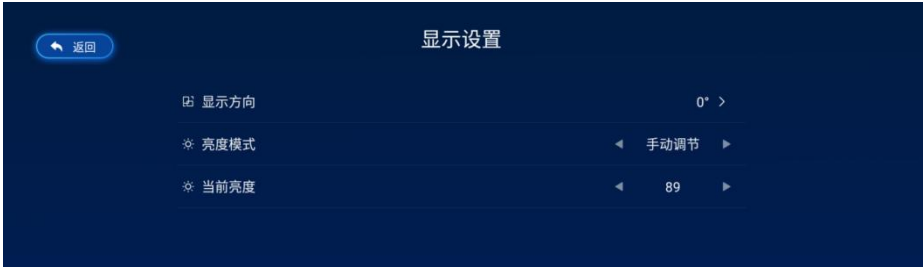 返回
显示设置
显示方向 0° >
亮度模式 ◀ 手动调节 ▶
当前亮度 ◀ 89 ▶